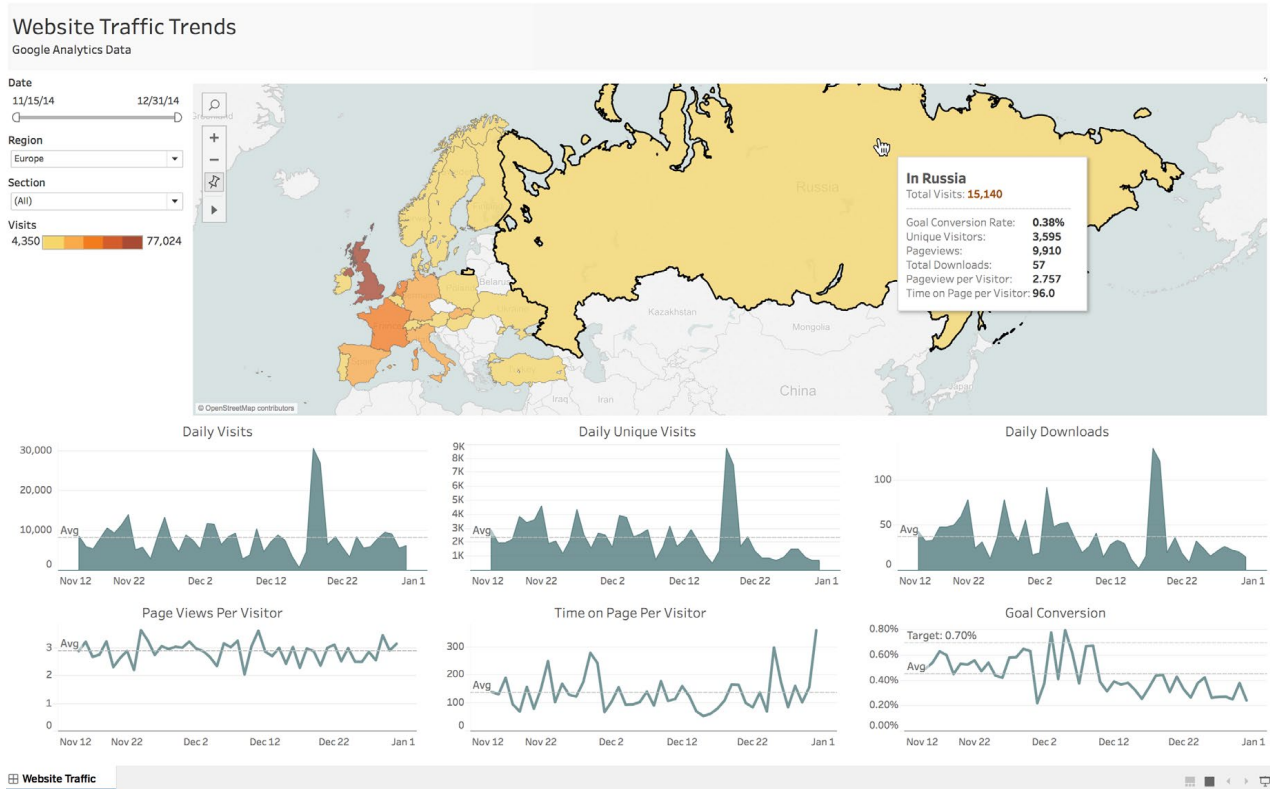 Website Traffic Trends
Google Analytics Data
Date
11/15/14 12/31/14
Region
Europe
Section
(All)
Visits
4,350 77,024
Russia
Belarus
Kazakhstan
Mongolia
China
Japan
Iraq
Iran
In Russia
Total Visits: 15,140
Goal Conversion Rate: 0.38%
Unique Visitors: 3,595
Pageviews: 9,910
Total Downloads: 57
Pageview per Visitor: 2.757
Time on Page per Visitor: 96.0
© OpenStreetMap contributors
Daily Visits
30,000
20,000
10,000
0
Avg
Nov 12 Nov 22 Dec 2 Dec 12 Dec 22 Jan 1
Daily Unique Visits
9K
8K
7K
6K
5K
4K
3K
2K
1K
Avg
Nov 12 Nov 22 Dec 2 Dec 12 Dec 22 Jan 1
Daily Downloads
100
50
0
Avg
Nov 12 Nov 22 Dec 2 Dec 12 Dec 22 Jan 1
Page Views Per Visitor
3
2
1
0
Avg
Nov 12 Nov 22 Dec 2 Dec 12 Dec 22 Jan 1
Time on Page Per Visitor
300
200
100
0
Avg
Nov 12 Nov 22 Dec 2 Dec 12 Dec 22 Jan 1
Goal Conversion
0.80%
0.60%
0.40%
0.20%
0.00%
Target: 0.70%
Avg
Nov 12 Nov 22 Dec 2 Dec 12 Dec 22 Jan 1
Website Traffic